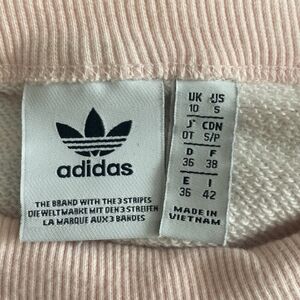 adidas
THE BRAND WITH THE 3 STRIPES
DIE WELTMARKE MIT DEN 3 STREIFEN
LA MARQUE AUX 3 BANDES
UK US
10 S
J CDN
OT S/P
D F
36 38
E I
36 42
MADE IN
VIETNAM